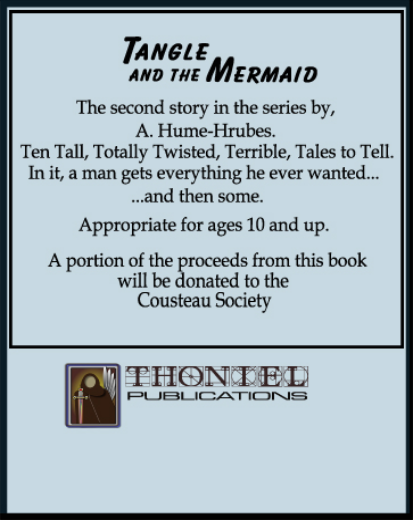 TANGLE
AND THE MERMAID
The second story in the series by,
A. Hume-Hrubes.
Ten Tall, Totally Twisted, Terrible, Tales to Tell.
In it, a man gets everything he ever wanted...
...and then some.
Appropriate for ages 10 and up.
A portion of the proceeds from this book
will be donated to the
Cousteau Society
THONIEL
PUBLICATIONS